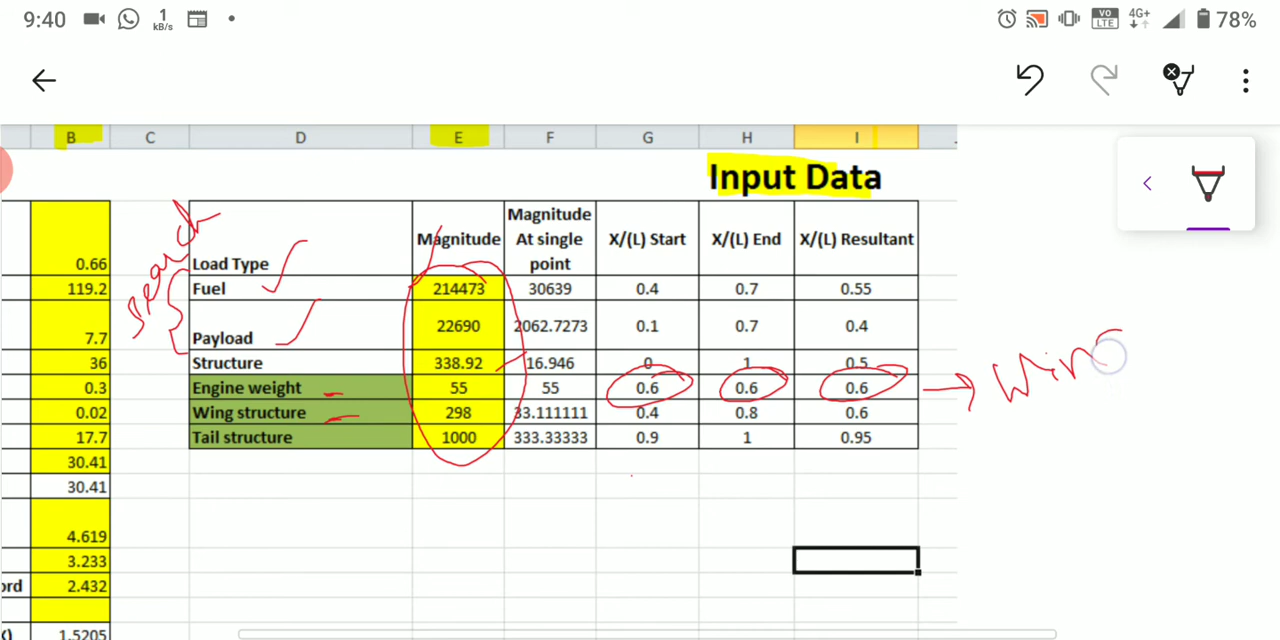 9:40 1 kB/s VO LTE 4G+ 78%
B C D E F G H I
Input Data
search
Load Type Magnitude Magnitude At single point X/(L) Start X/(L) End X/(L) Resultant
0.66
119.2 Fuel 214473 30639 0.4 0.7 0.55
7.7 Payload 22690 2062.7273 0.1 0.7 0.4
36 Structure 338.92 16.946 0 1 0.5
0.3 Engine weight 55 55 0.6 0.6 0.6
0.02 Wing structure 298 33.111111 0.4 0.8 0.6
17.7 Tail structure 1000 333.33333 0.9 1 0.95
30.41
30.41
4.619
3.233
ord 2.432
1.5205